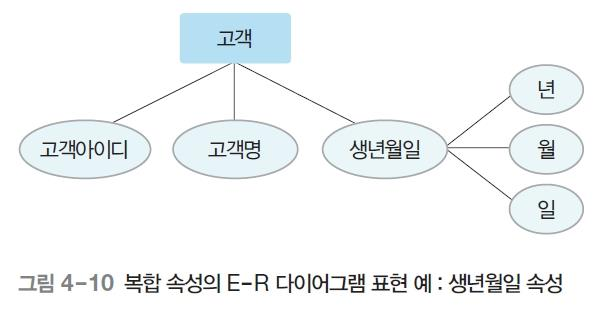 고객
고객아이디
고객명
생년월일
년
월
일
그림 4-10 복합 속성의 E-R 다이어그램 표현 예 : 생년월일 속성